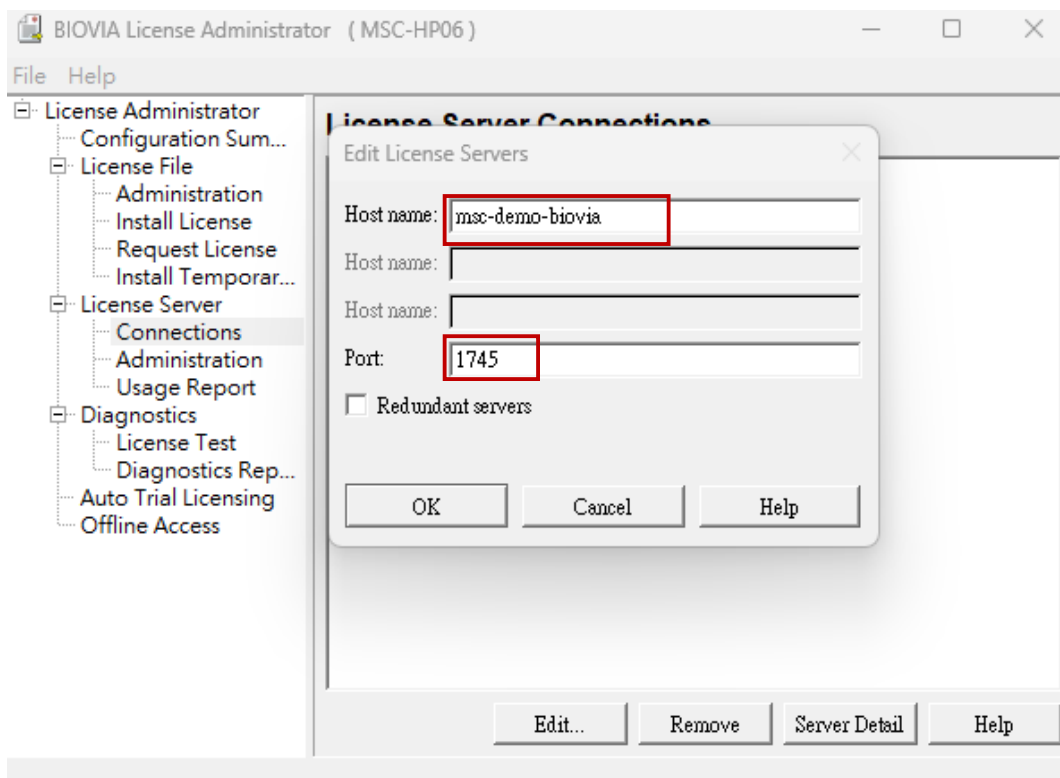 BIOVIA License Administrator ( MSC-HP06 )
File Help
License Administrator
Configuration Sum...
License File
Administration
Install License
Request License
Install Temporar...
License Server
Connections
Administration
Usage Report
Diagnostics
License Test
Diagnostics Rep...
Auto Trial Licensing
Offline Access
License Server Connections
Edit License Servers
Host name: msc-demo-biovia
Host name:
Host name:
Port: 1745
Redundant servers
OK Cancel Help
Edit... Remove Server Detail Help